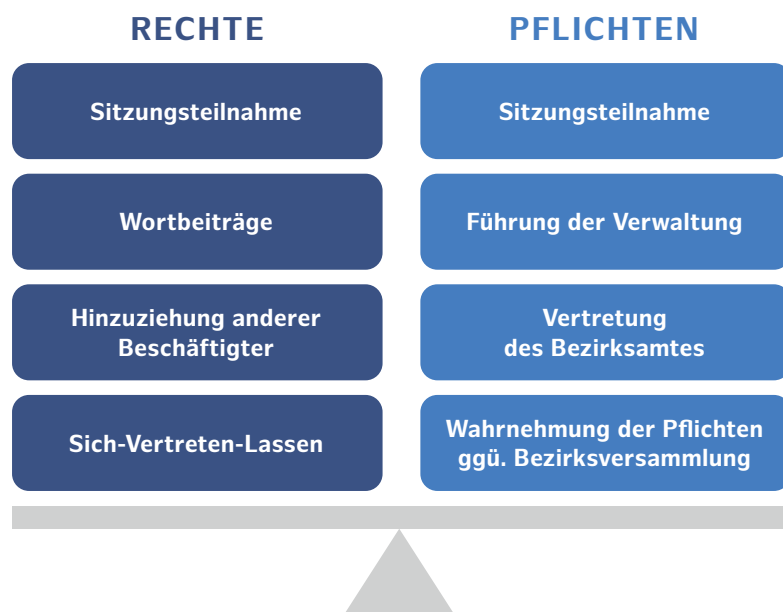 RECHTE
Sitzungsteilnahme
Wortbeiträge
Hinzuziehung anderer
Beschäftigter
Sich-Vertreten-Lassen
PFLICHTEN
Sitzungsteilnahme
Führung der Verwaltung
Vertretung
des Bezirksamtes
Wahrnehmung der Pflichten
ggü. Bezirksversammlung